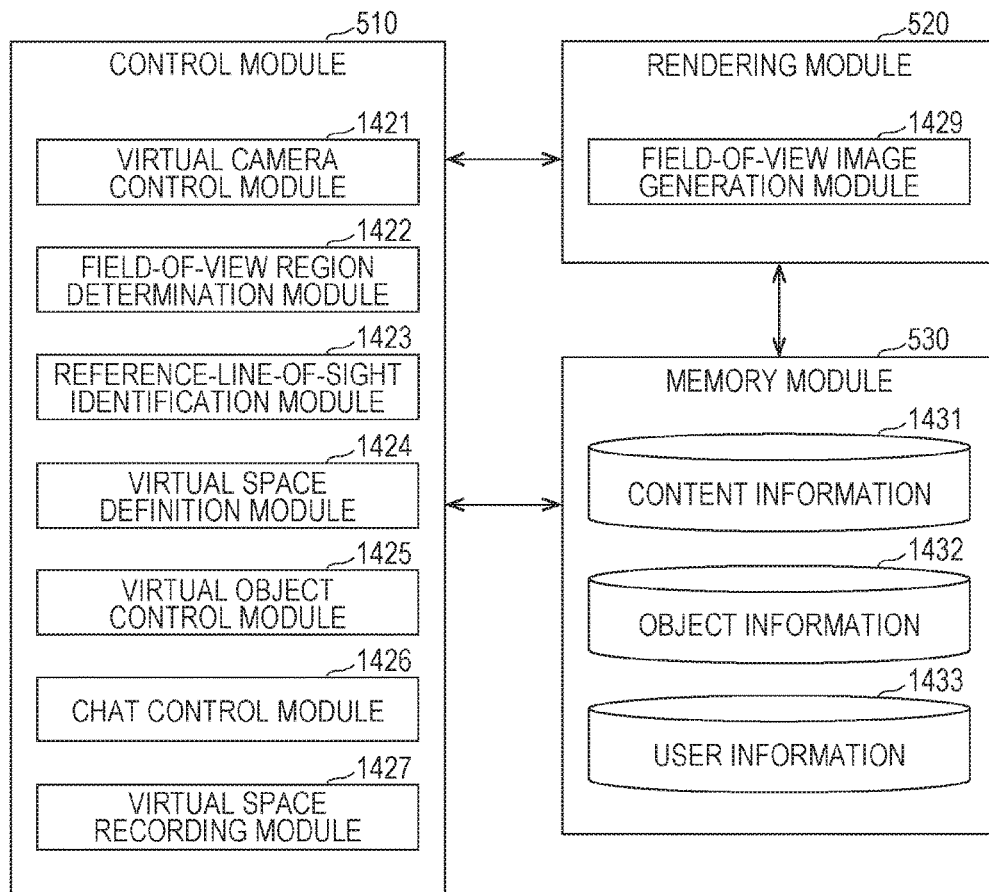 510
CONTROL MODULE
1421
VIRTUAL CAMERA
CONTROL MODULE
1422
FIELD-OF-VIEW REGION
DETERMINATION MODULE
1423
REFERENCE-LINE-OF-SIGHT
IDENTIFICATION MODULE
1424
VIRTUAL SPACE
DEFINITION MODULE
1425
VIRTUAL OBJECT
CONTROL MODULE
1426
CHAT CONTROL MODULE
1427
VIRTUAL SPACE
RECORDING MODULE
520
RENDERING MODULE
1429
FIELD-OF-VIEW IMAGE
GENERATION MODULE
530
MEMORY MODULE
1431
CONTENT INFORMATION
1432
OBJECT INFORMATION
1433
USER INFORMATION